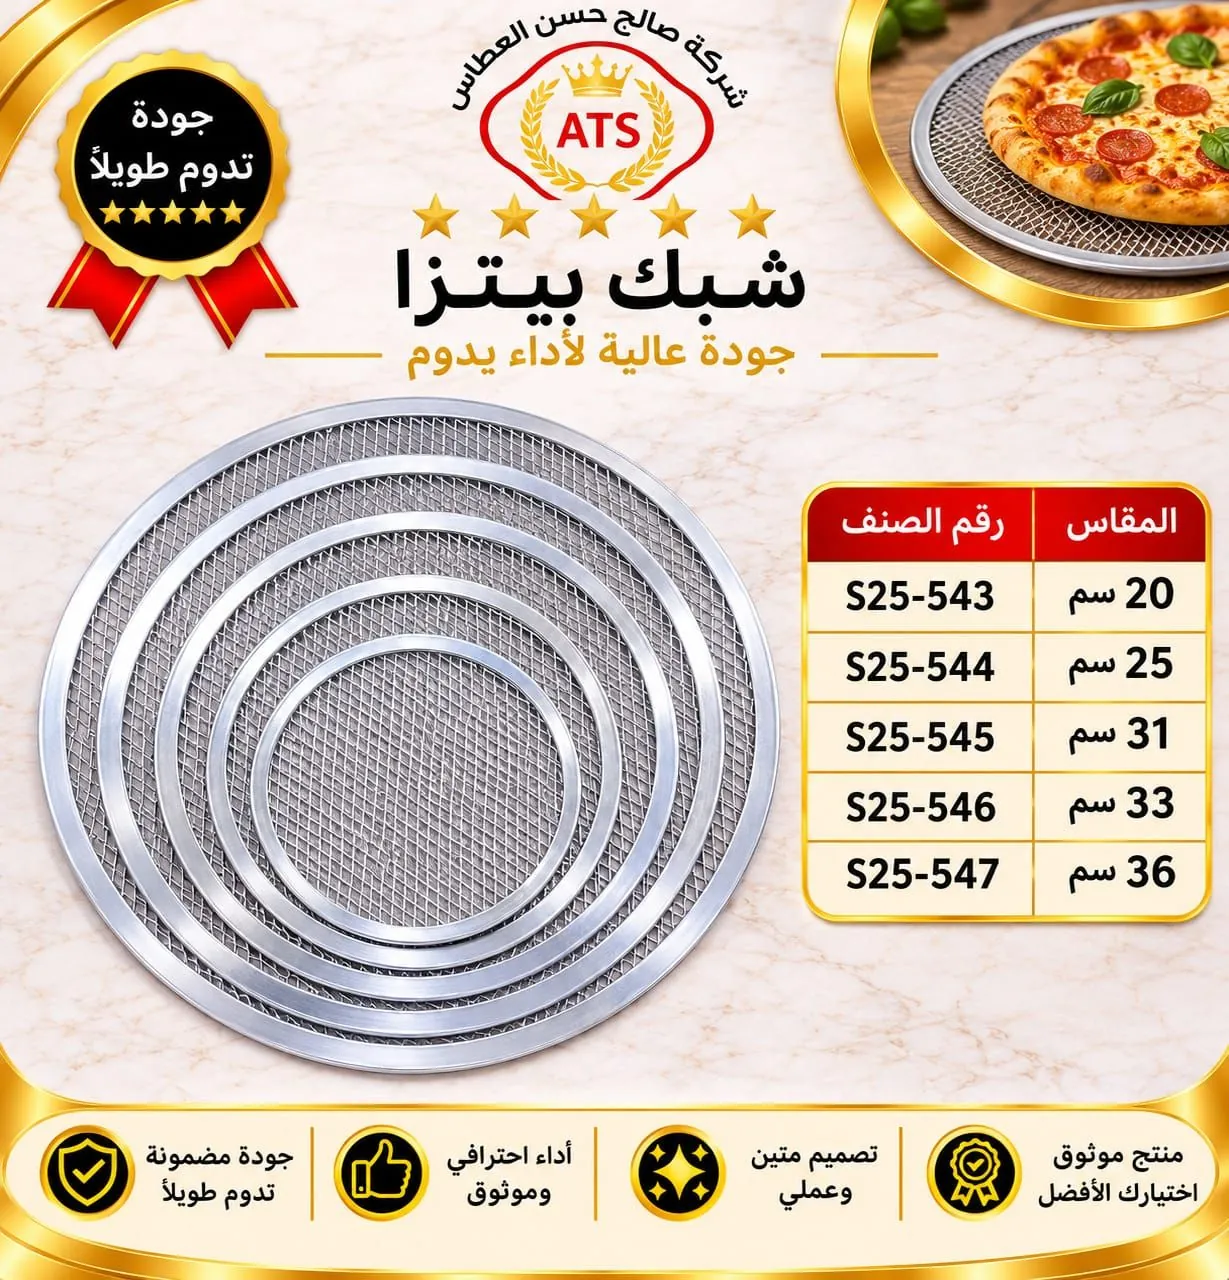 شركة صالح حسن العطاس
ATS
جودة
تدوم طويلاً
شبك بيتزا
جودة عالية لأداء يدوم
المقاس رقم الصنف
20 سم S25-543
25 سم S25-544
31 سم S25-545
33 سم S25-546
36 سم S25-547
منتج موثوق
اختيارك الأفضل
تصميم متين
وعملي
أداء احترافي
وموثوق
جودة مضمونة
تدوم طويلاً